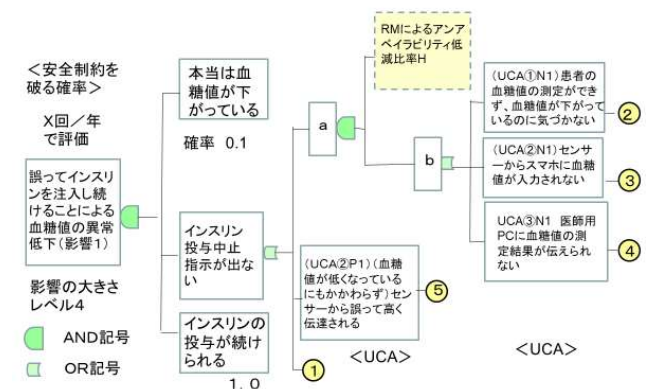 <安全制約を
破る確率>
X回／年
で評価
誤ってインスリ
ンを注入し続
けることによる
血糖値の異常
低下(影響1)
影響の大きさ
レベル4
AND記号
OR記号
本当は血
糖値が下
がっている
確率 0.1
インスリン
投与中止
指示が出な
い
インスリンの
投与が続け
られる
1.0
a
RMによるアンア
ベイラビリティ低
減比率H
b
(UCA②P1)(血糖
値が低くなっている
にもかかわらず)セン
サーから誤って高く
伝達される
⑤
①
<UCA>
(UCA①N1)患者の
血糖値の測定ができ
ず、血糖値が下がって
いるのに気づかない
②
(UCA②N1)センサ
ーからスマホに血糖
値が入力されない
③
UCA③N1 医師用
PCに血糖値の測
定結果が伝えられ
ない
④
<UCA>